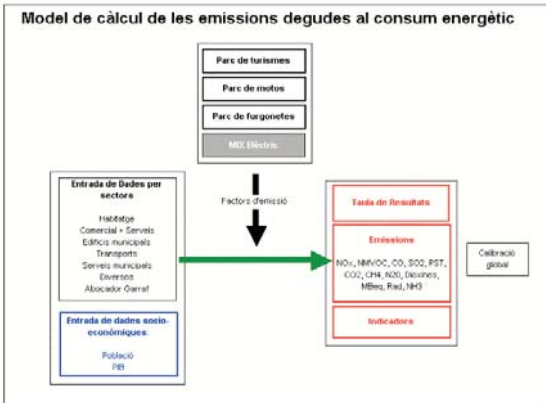 Model de càlcul de les emissions degudes al consum energètic
Parc de turismes
Parc de motos
Parc de furgonetes
MIX Elèctric
Factors d'emissió
Entrada de Dades per
sectors
Habitatge
Comercial + Serveis
Edificis municipals
Transports
Serveis municipals
Diversos
Abocador Garraf
Entrada de dades socio-
econòmiques:
Població
PIB
Taula de Resultats
Emissions
NOx, NMVOC, CO, SO2, PST,
CO2, CH4, N20, Dioxines,
MBeq, Rad, NH3
Indicadors
Calibració
global